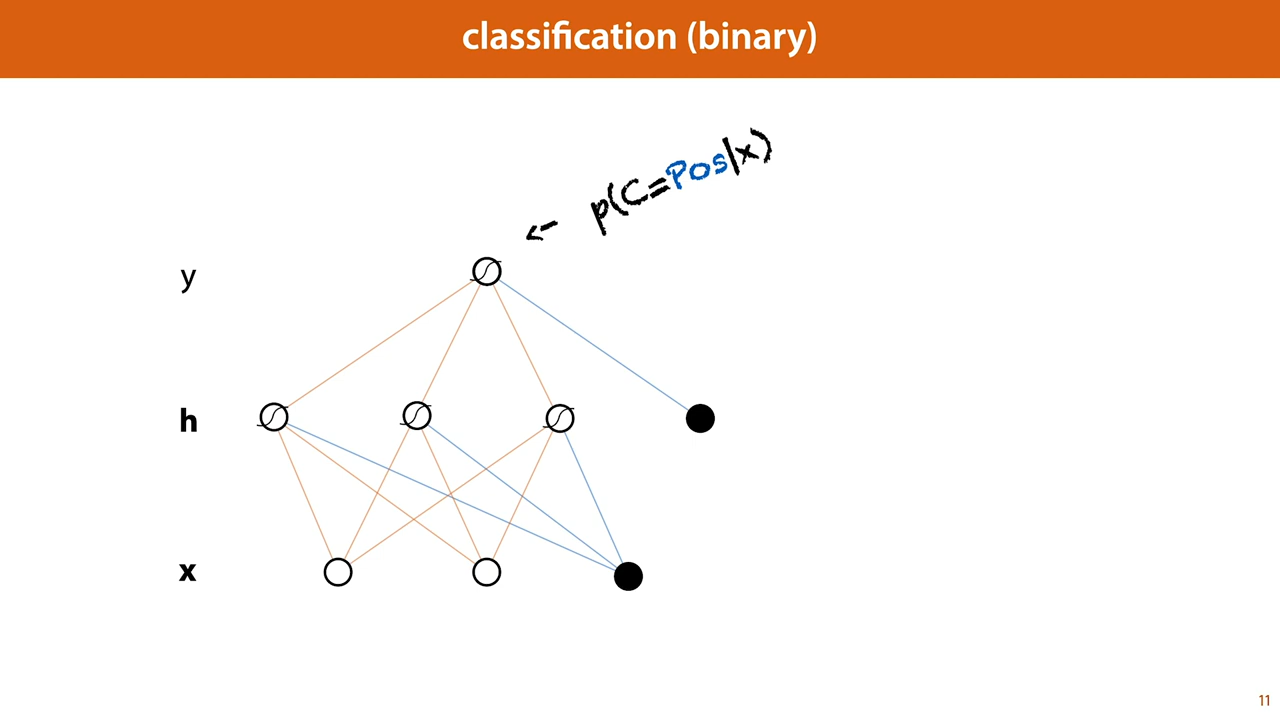 classification (binary)
← p(C=Pos|x)
y
h
x
11